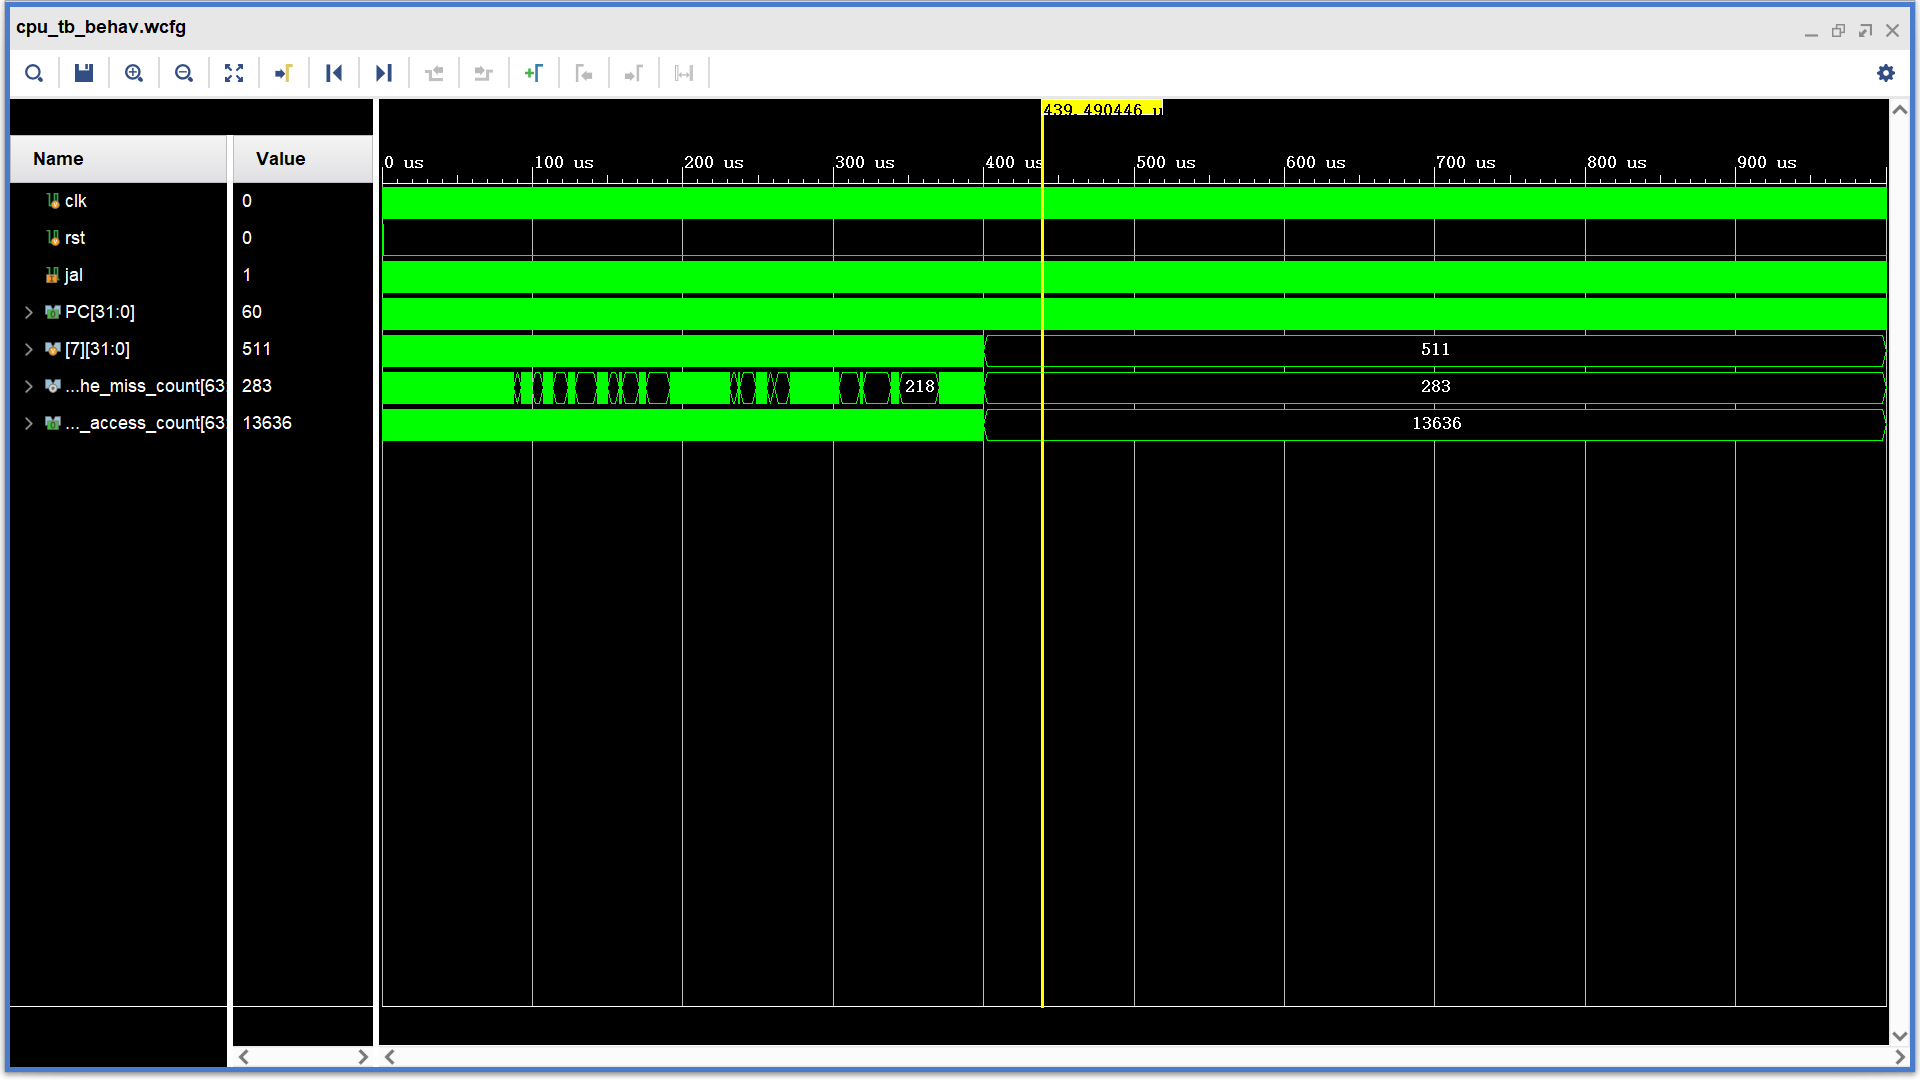 cpu_tb_behav.wcfg
439.490446 u
Name Value
0 us 100 us 200 us 300 us 400 us 500 us 600 us 700 us 800 us 900 us
clk 0
rst 0
jal 1
PC[31:0] 60
[7][31:0] 511 511
...he_miss_count[63: 283 218 283
..._access_count[63: 13636 13636